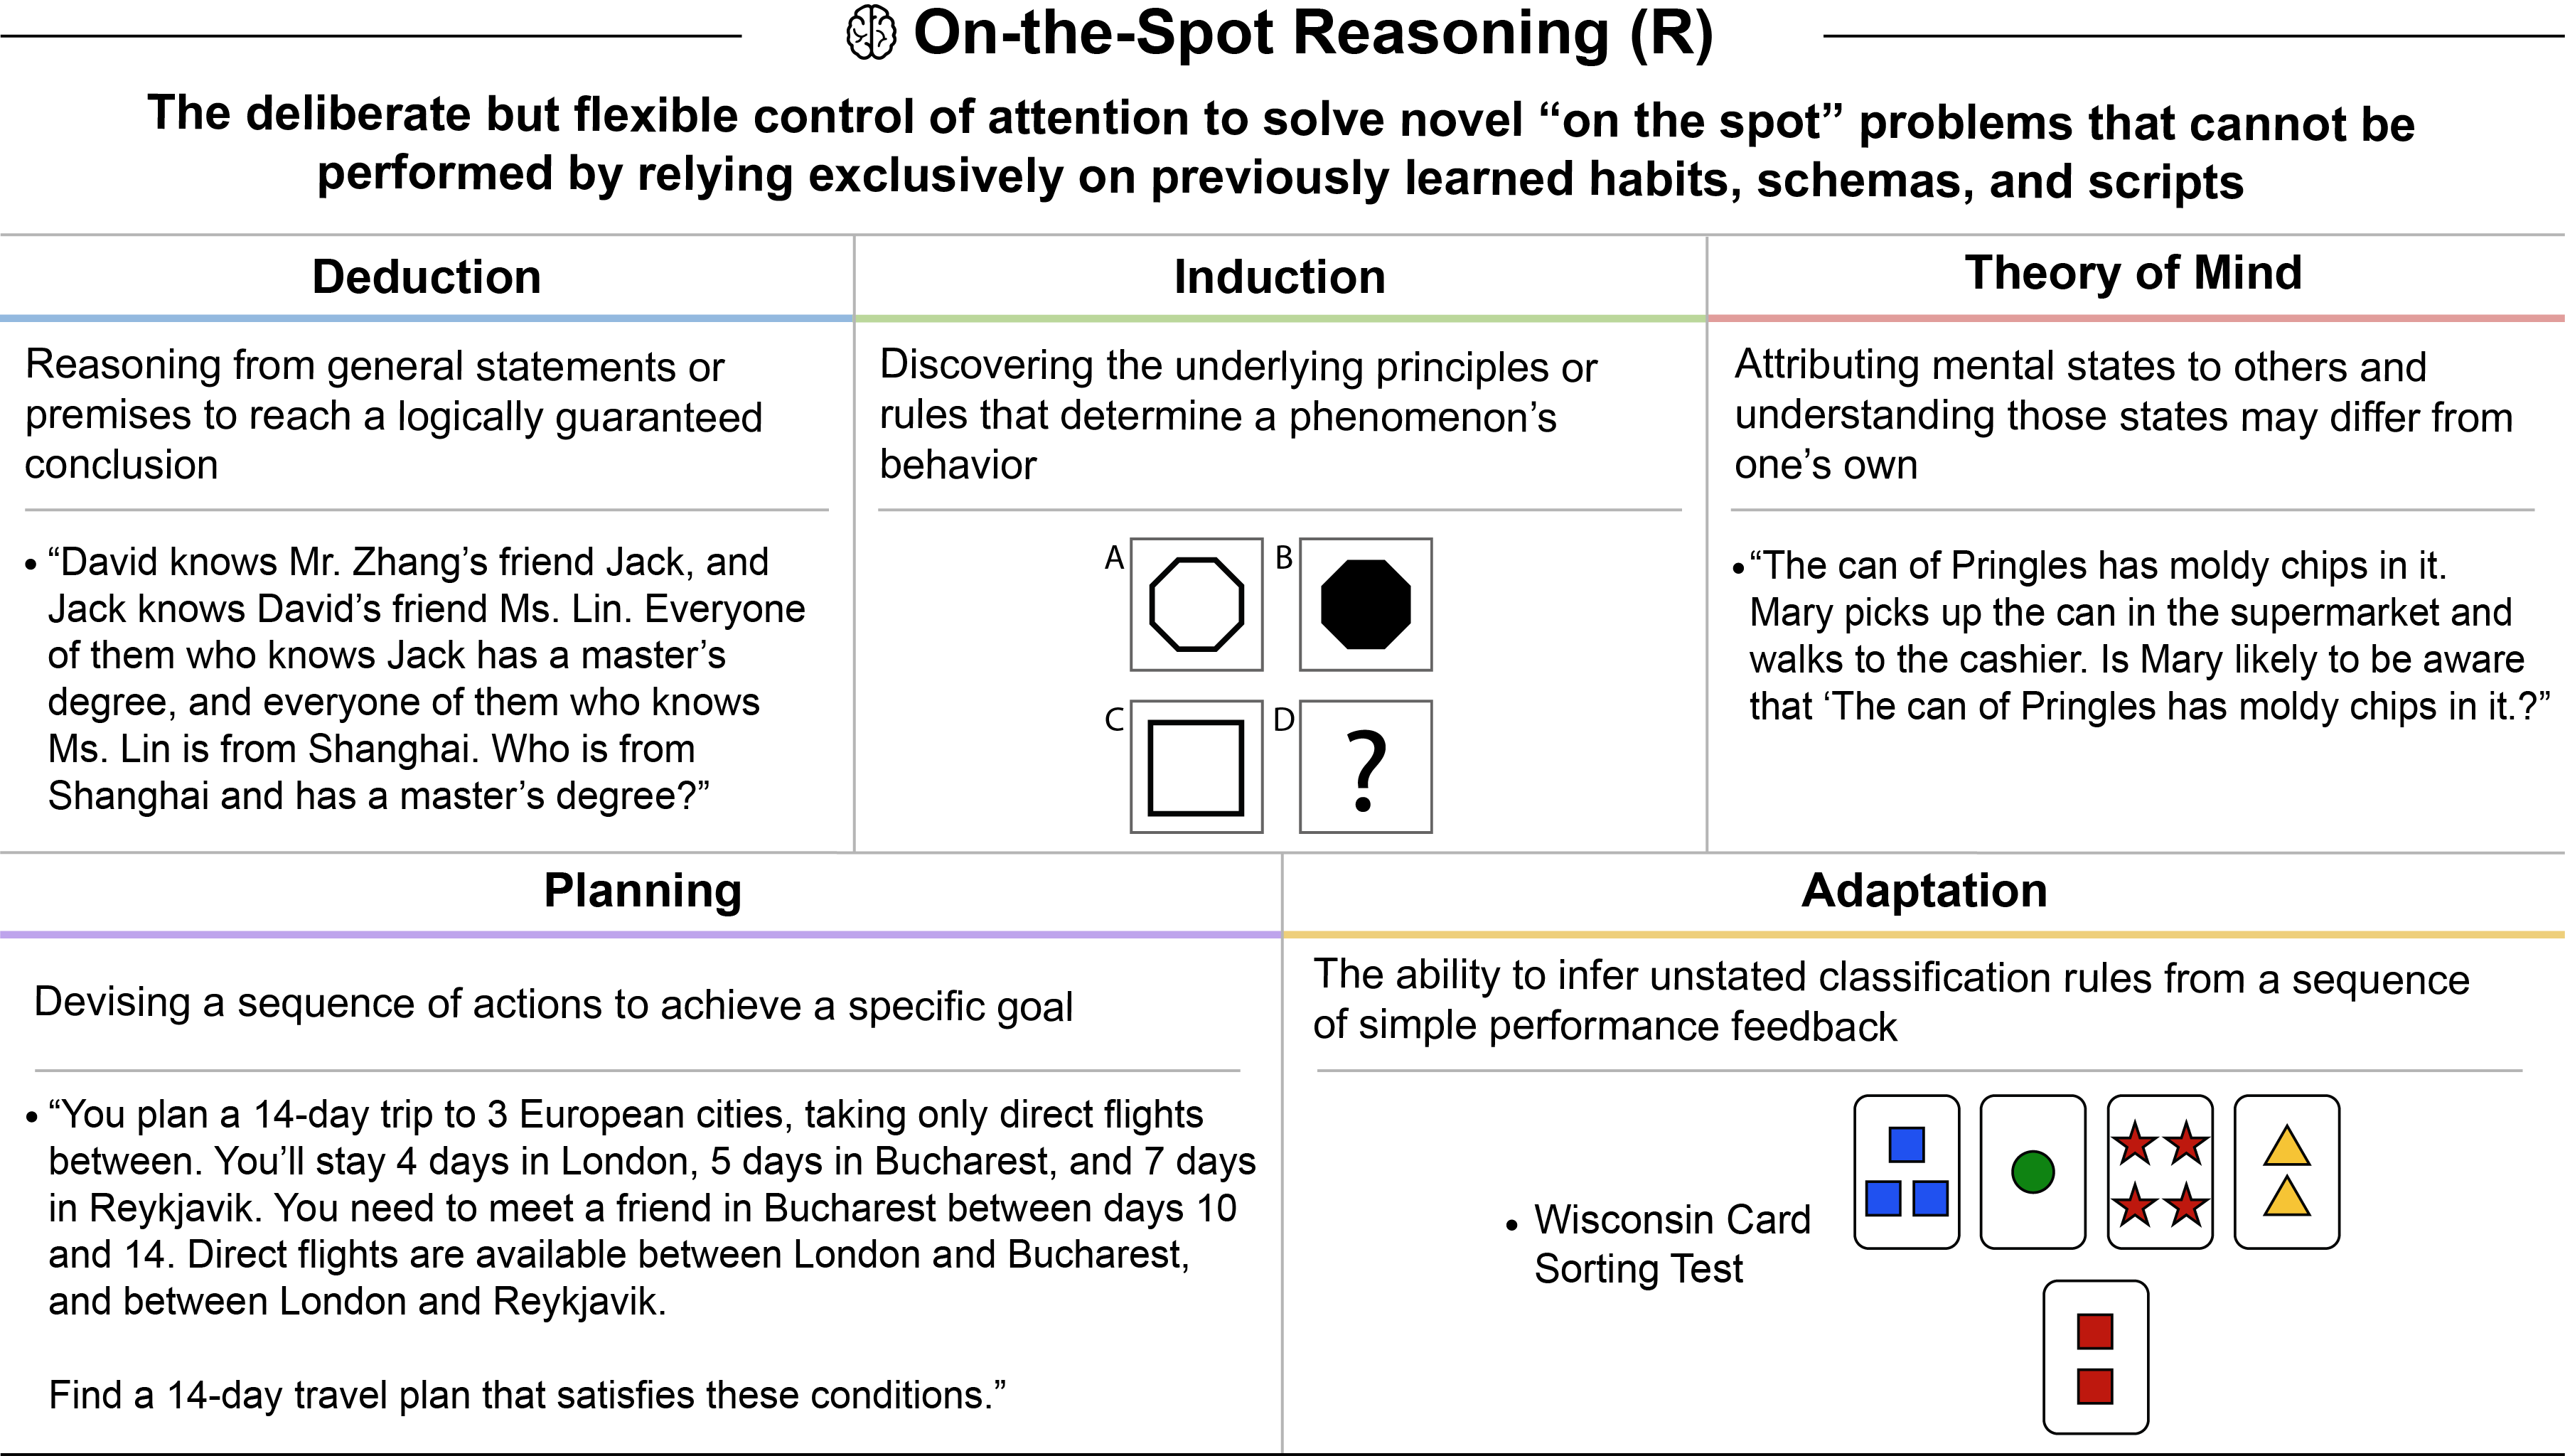 On-the-Spot Reasoning (R)
The deliberate but flexible control of attention to solve novel “on the spot” problems that cannot be
performed by relying exclusively on previously learned habits, schemas, and scripts
Deduction
Reasoning from general statements or
premises to reach a logically guaranteed
conclusion
• “David knows Mr. Zhang’s friend Jack, and
Jack knows David’s friend Ms. Lin. Everyone
of them who knows Jack has a master’s
degree, and everyone of them who knows
Ms. Lin is from Shanghai. Who is from
Shanghai and has a master’s degree?”
Induction
Discovering the underlying principles or
rules that determine a phenomenon’s
behavior
A
B
C
D
?
Theory of Mind
Attributing mental states to others and
understanding those states may differ from
one’s own
• “The can of Pringles has moldy chips in it.
Mary picks up the can in the supermarket and
walks to the cashier. Is Mary likely to be aware
that ‘The can of Pringles has moldy chips in it.?”
Planning
Devising a sequence of actions to achieve a specific goal
• “You plan a 14-day trip to 3 European cities, taking only direct flights
between. You’ll stay 4 days in London, 5 days in Bucharest, and 7 days
in Reykjavik. You need to meet a friend in Bucharest between days 10
and 14. Direct flights are available between London and Bucharest,
and between London and Reykjavik.
Find a 14-day travel plan that satisfies these conditions.”
Adaptation
The ability to infer unstated classification rules from a sequence
of simple performance feedback
• Wisconsin Card
Sorting Test